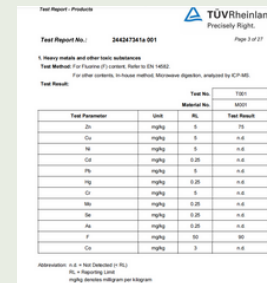 Test Report - Products
TÜVRheinlan
Precisely Right.
Test Report No.: 244247341a 001 Page 3 of 27
1. Heavy metals and other toxic substances
Test Method: For Fluorine (F) content, Refer to EN 14582.
For other contents, In-house method, Microwave digestion, analyzed by ICP-MS.
Test Result:
Test No. T001
Material No. M001
Test Parameter Unit RL Test Result
Zn mg/kg 5 75
Cu mg/kg 5 n.d.
Ni mg/kg 5 n.d.
Cd mg/kg 0.25 n.d.
Pb mg/kg 5 n.d.
Hg mg/kg 0.25 n.d.
Cr mg/kg 5 n.d.
Mo mg/kg 0.25 n.d.
Se mg/kg 0.25 n.d.
As mg/kg 0.25 n.d.
F mg/kg 50 90
Co mg/kg 3 n.d.
Abbreviation: n.d. = Not Detected (< RL)
RL = Reporting Limit
mg/kg denotes milligram per kilogram